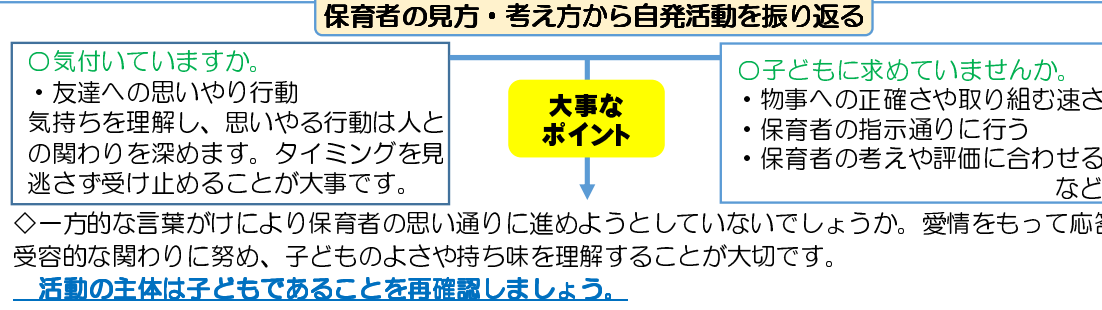 保育者の見方・考え方から自発活動を振り返る
〇気付いていますか。
・友達への思いやり行動
気持ちを理解し、思いやる行動は人と
の関わりを深めます。タイミングを見
逃さず受け止めることが大事です。
大事な
ポイント
〇子どもに求めていませんか。
・物事への正確さや取り組む速さ
・保育者の指示通りに行う
・保育者の考えや評価に合わせる
など
◇一方的な言葉がけにより保育者の思い通りに進めようとしていないでしょうか。愛情をもって応答
受容的な関わりに努め、子どものよさや持ち味を理解することが大切です。
活動の主体は子どもであることを再確認しましょう。